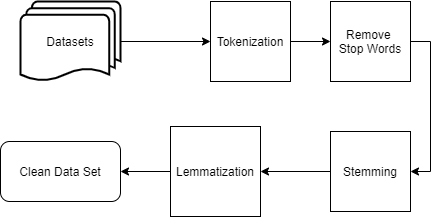 Datasets
Tokenization
Remove
Stop Words
Stemming
Lemmatization
Clean Data Set